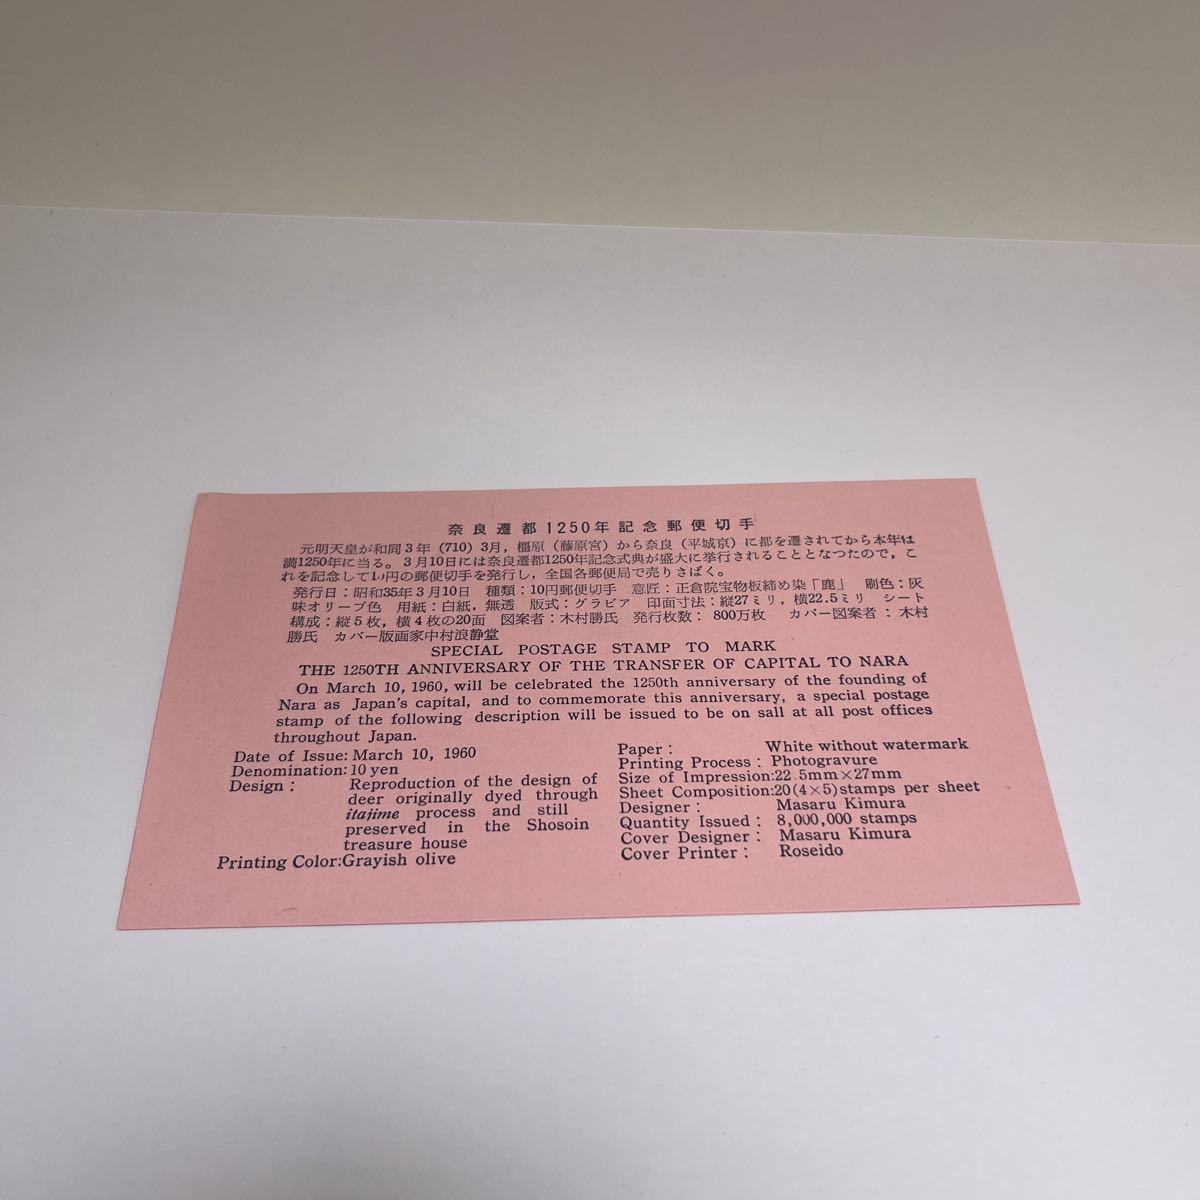 奈良遷都1250年記念郵便切手
元明天皇が和同3年（710）3月，橿原（藤原宮）から奈良（平城京）に都を遷されてから本年は
満1250年に当る。3月10日には奈良遷都1250年記念式典が盛大に挙行されることとなつたので，こ
れを記念して10円の郵便切手を発行し，全国各郵便局で売りさばく。
発行日：昭和35年3月10日　種類：10円郵便切手　意匠：正倉院宝物板締め染「鹿」　刷色：灰
味オリーブ色　用紙：白紙，無透　版式：グラビア　印面寸法：縦27ミリ，横22.5ミリ　シート
構成：縦5枚，横4枚の20面　図案者：木村勝氏　発行枚数：800万枚　カバー図案者：木村
勝氏　カバー版画家中村浪静堂
SPECIAL POSTAGE STAMP TO MARK
THE 1250TH ANNIVERSARY OF THE TRANSFER OF CAPITAL TO NARA
On March 10, 1960, will be celebrated the 1250th anniversary of the founding of
Nara as Japan's capital, and to commemorate this anniversary, a special postage
stamp of the following description will be issued to be on sall at all post offices
throughout Japan.
Date of Issue: March 10, 1960
Denomination: 10 yen
Design: Reproduction of the design of
deer originally dyed through
itajime process and still
preserved in the Shosoin
treasure house
Printing Color: Grayish olive
Paper: White without watermark
Printing Process: Photogravure
Size of Impression: 22.5mm×27mm
Sheet Composition: 20(4×5)stamps per sheet
Designer: Masaru Kimura
Quantity Issued: 8,000,000 stamps
Cover Designer: Masaru Kimura
Cover Printer: Roseido